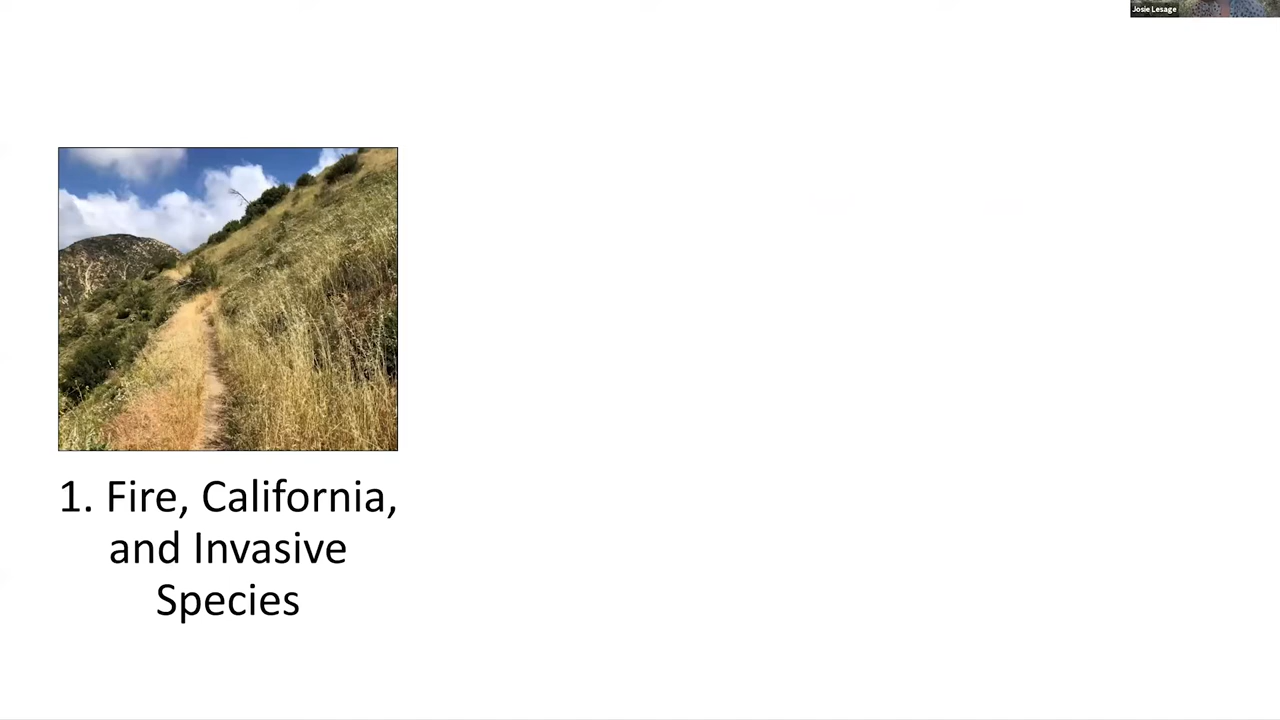 Josie Lesage
1. Fire, California,
and Invasive
Species